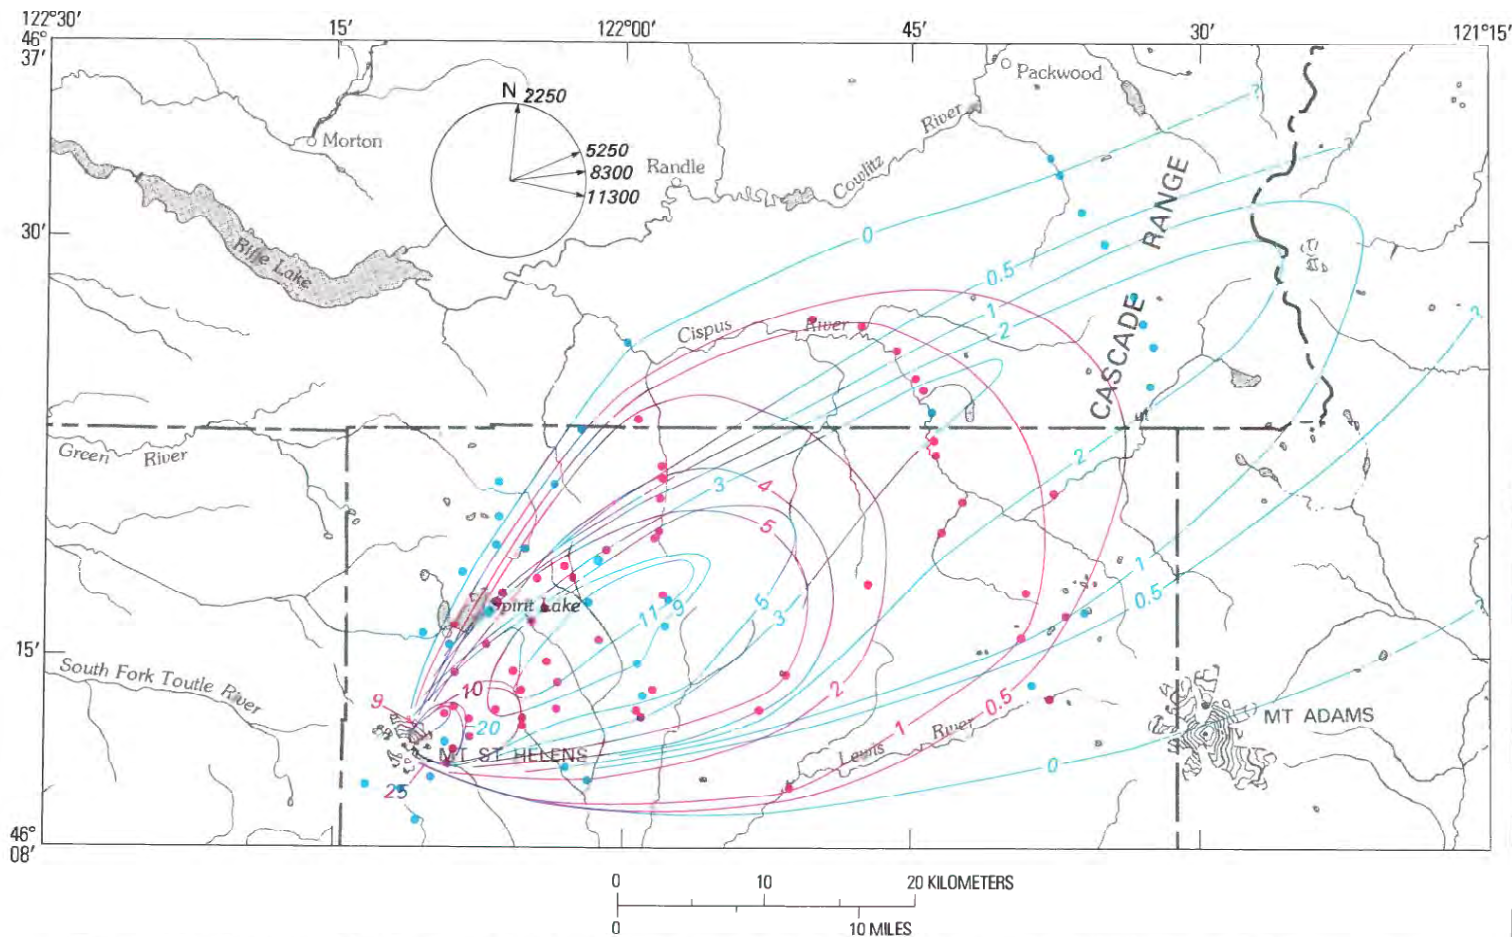 122°30′
15′
122°00′
45′
30′
121°15′
46°
37′
Packwood
N 2250
?
River
Morton
5250
Randle
8300
11300
Cowlitz
CASCADE RANGE
?
30′
0
Riffe Lake
0.5
1
2
Cispus River
?
Green River
2
3
4
5
1
Spirit Lake
11
9
5
0.5
3
?
15′
South Fork Toutle River
10
9
2
0.5
20
1
MT ADAMS
MT ST HELENS
Lewis River
0
25
46°
08′
0 10 20 KILOMETERS
0 10 MILES